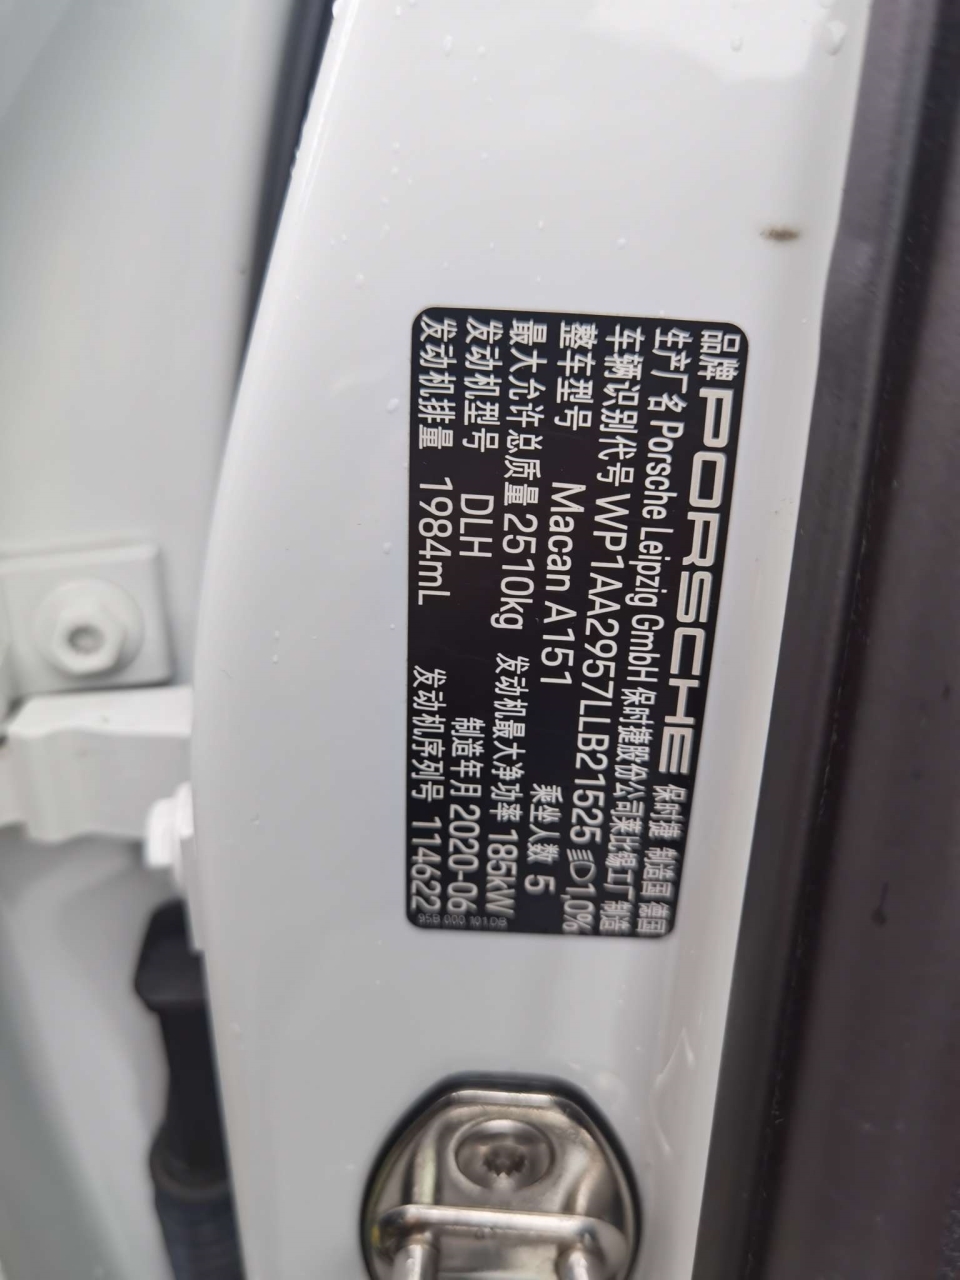 品牌 PORSCHE 保时捷 制造国 德国
生产厂名 Porsche Leipzig GmbH 保时捷股份公司莱比锡工厂制造
车辆识别代号 WP1AA2957LLB21525 1,0%
整车型号 Macan A151 乘坐人数 5
最大允许总质量 2510kg 发动机最大净功率 185kW
发动机型号 DLH 制造年月 2020-06
发动机排量 1984mL 发动机序列号 114622
95B 000 101 DB